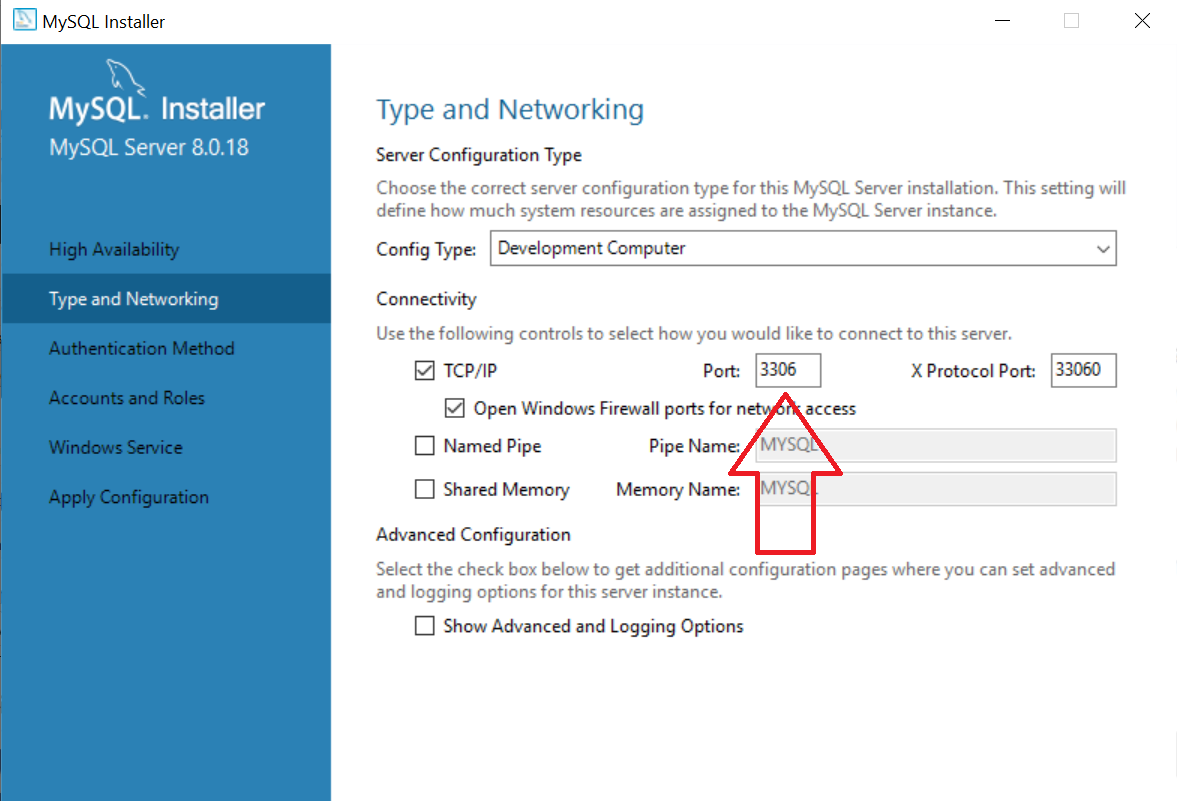 MySQL Installer
MySQL. Installer
MySQL Server 8.0.18
High Availability
Type and Networking
Authentication Method
Accounts and Roles
Windows Service
Apply Configuration
Type and Networking
Server Configuration Type
Choose the correct server configuration type for this MySQL Server installation. This setting will
define how much system resources are assigned to the MySQL Server instance.
Config Type: Development Computer
Connectivity
Use the following controls to select how you would like to connect to this server.
TCP/IP Port: 3306 X Protocol Port: 33060
Open Windows Firewall ports for network access
Named Pipe Pipe Name: MYSQL
Shared Memory Memory Name: MYSQL
Advanced Configuration
Select the check box below to get additional configuration pages where you can set advanced
and logging options for this server instance.
Show Advanced and Logging Options